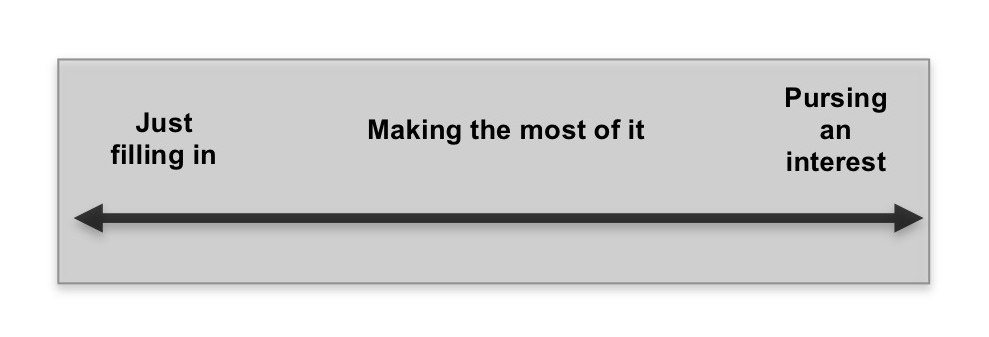 Just
filling in
Making the most of it
Pursing
an
interest